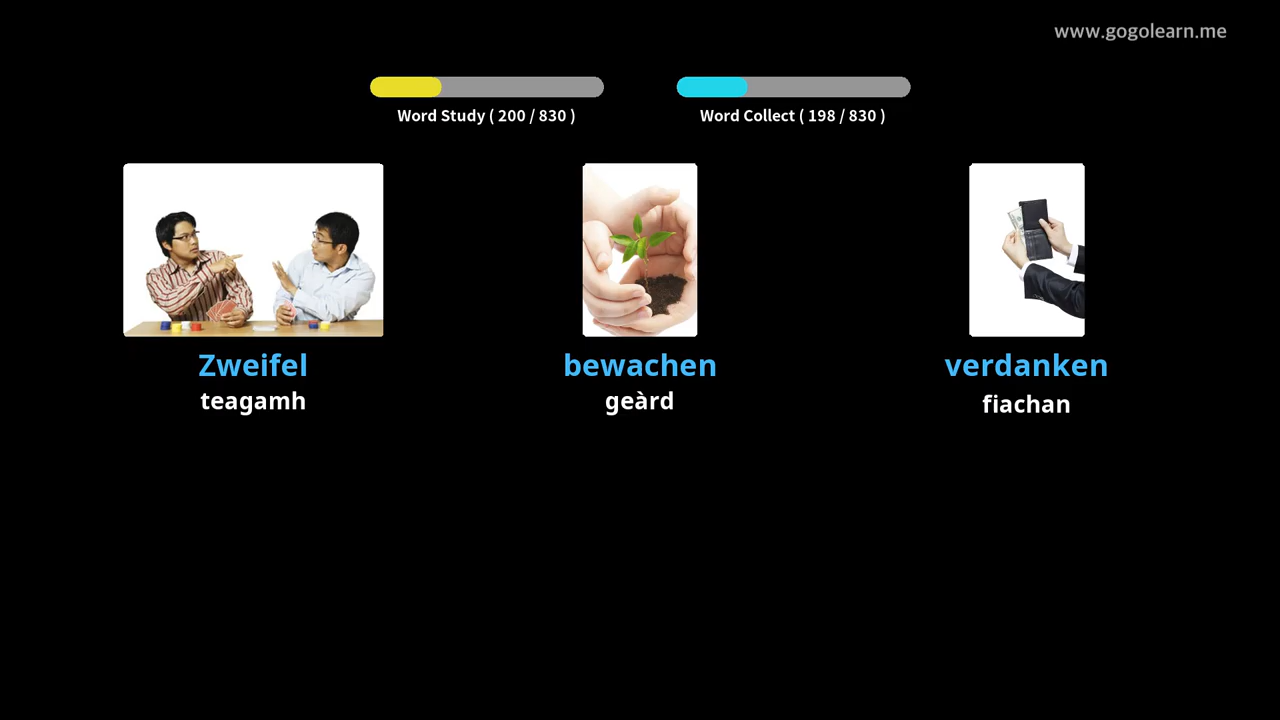 www.gogolearn.me
Word Study ( 200 / 830 )
Word Collect ( 198 / 830 )
Zweifel
teagamh
bewachen
geàrd
verdanken
fiachan